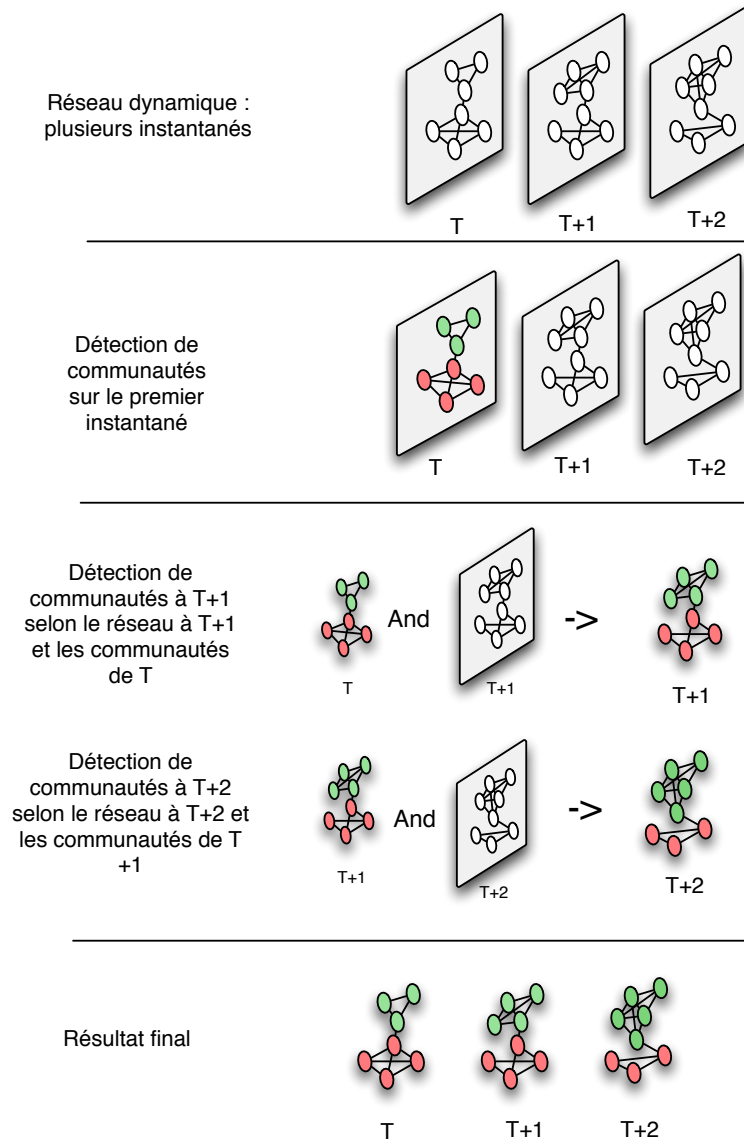 Réseau dynamique :
plusieurs instantanés
T
T+1
T+2
Détection de
communautés
sur le premier
instantané
T
T+1
T+2
Détection de
communautés à T+1
selon le réseau à T+1
et les communautés
de T
And
->
T
T+1
T+1
Détection de
communautés à T+2
selon le réseau à T+2 et
les communautés de T
+1
And
->
T+1
T+2
T+2
Résultat final
T
T+1
T+2